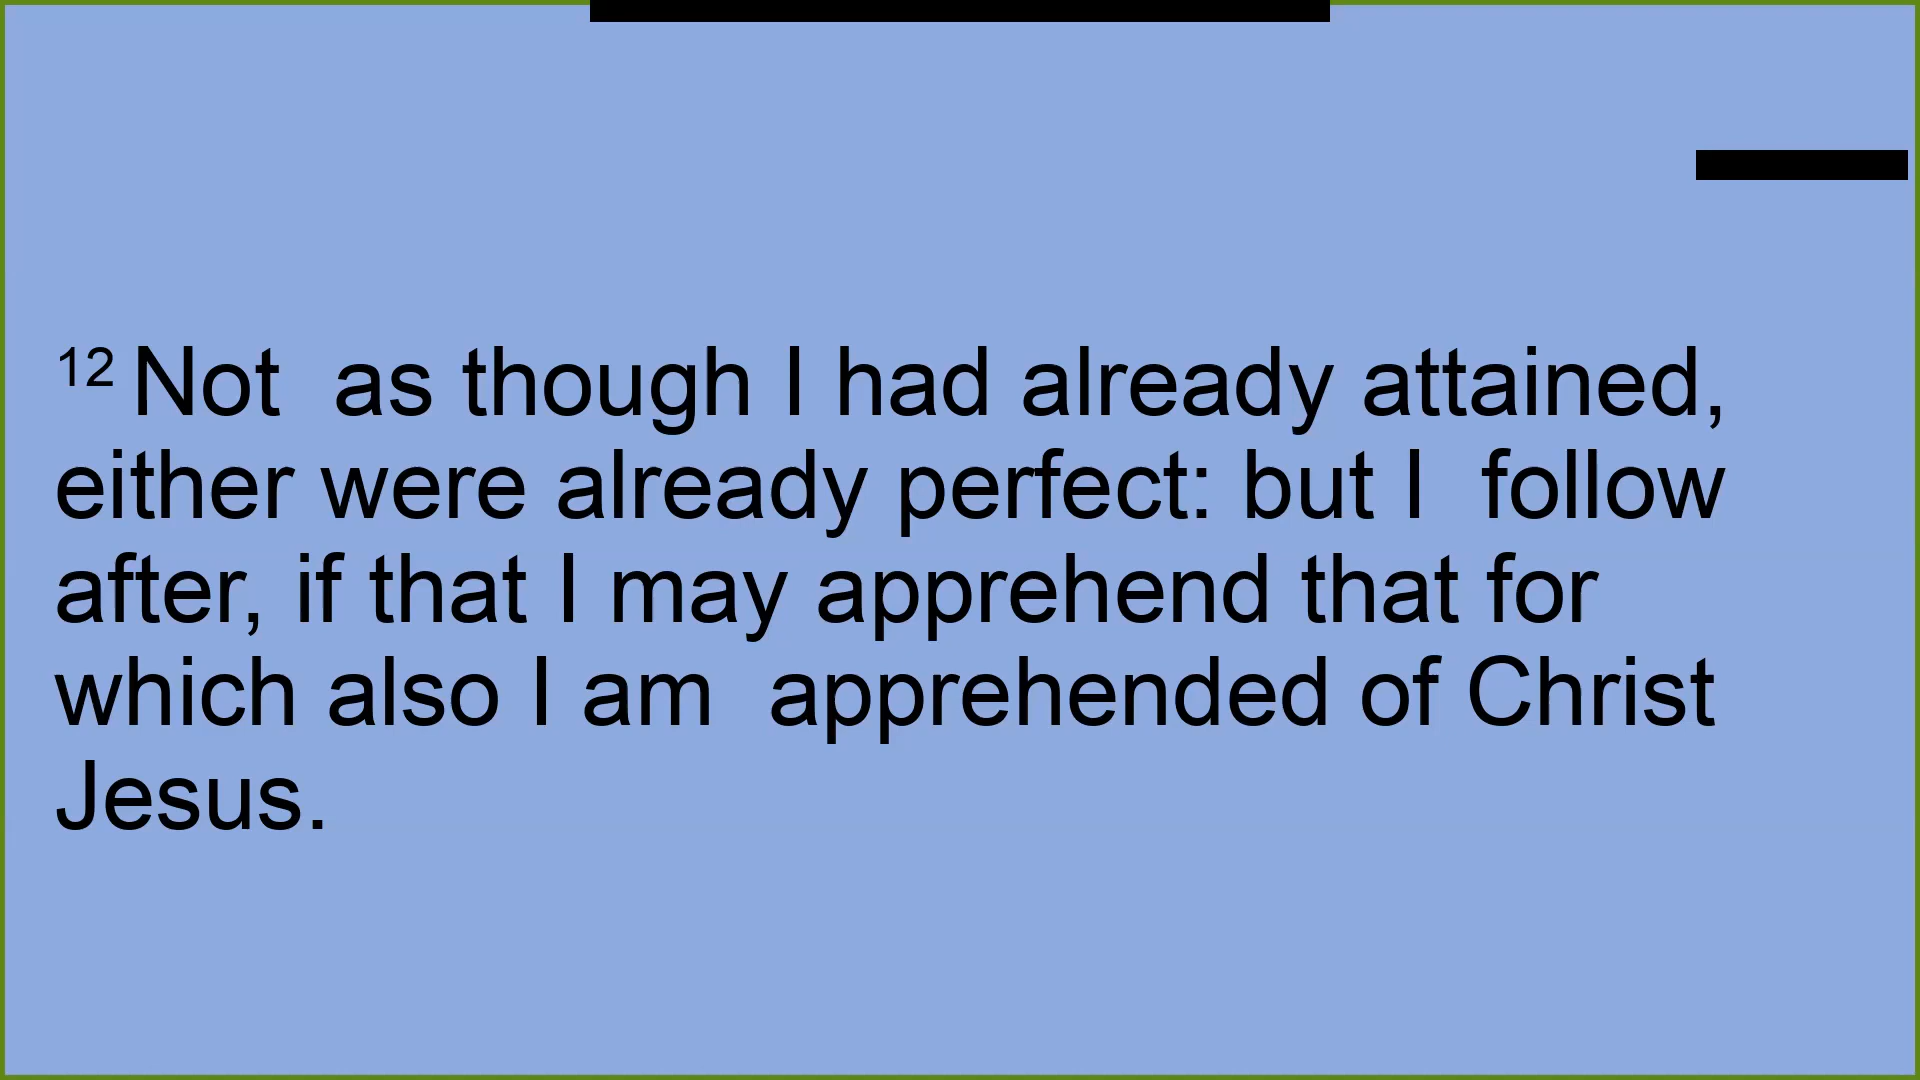 12 Not  as though I had already attained,
either were already perfect: but I  follow
after, if that I may apprehend that for
which also I am  apprehended of Christ
Jesus.